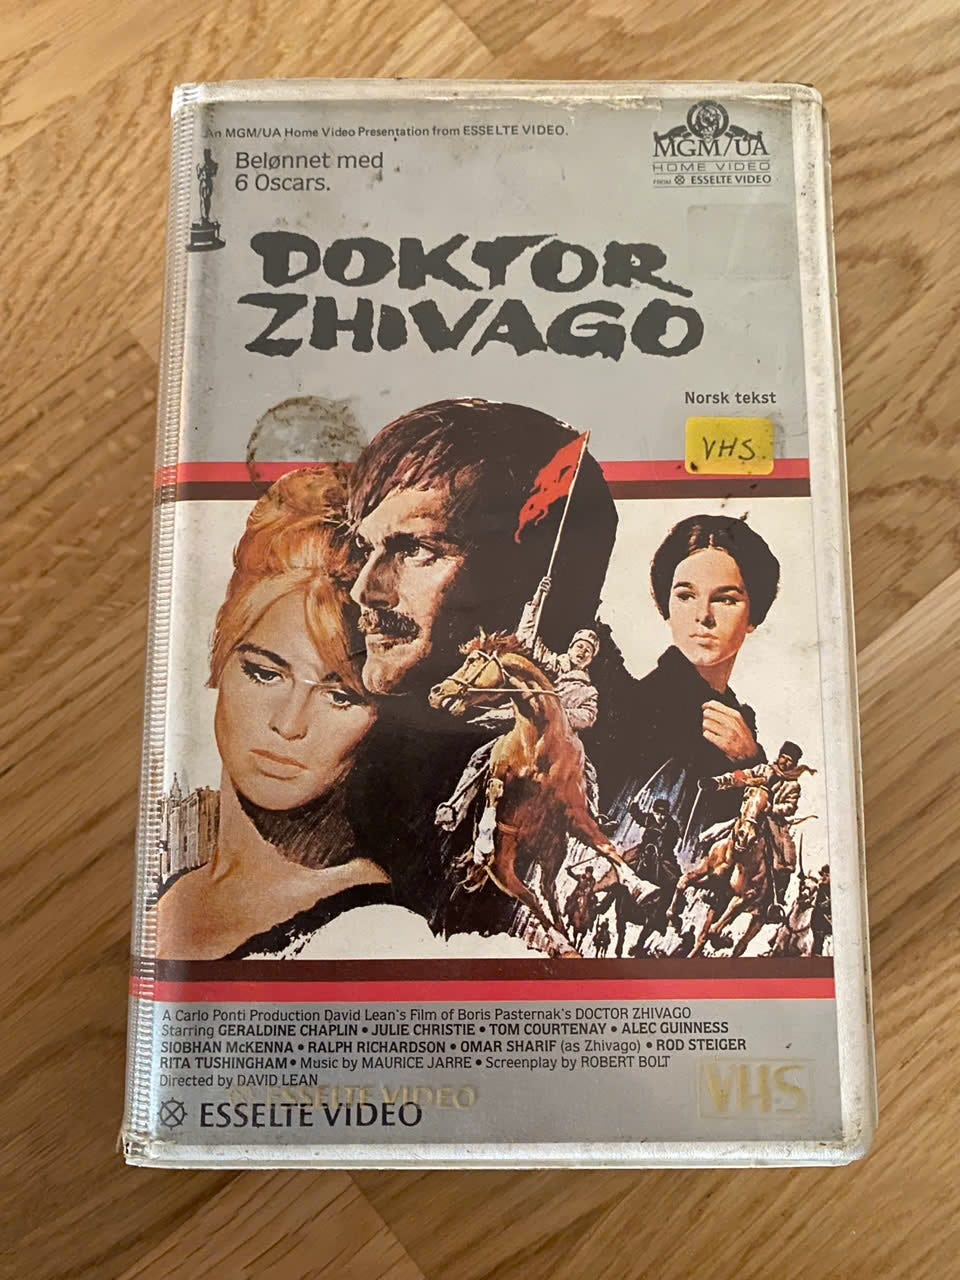 An MGM/UA Home Video Presentation from ESSELTE VIDEO.
MGM/UA
HOME VIDEO
FROM ESSELTE VIDEO
Belønnet med
6 Oscars.
DOKTOR
ZHIVAGO
Norsk tekst
VHS
A Carlo Ponti Production David Lean's Film of Boris Pasternak's DOCTOR ZHIVAGO
Starring GERALDINE CHAPLIN • JULIE CHRISTIE • TOM COURTENAY • ALEC GUINNESS
SIOBHAN McKENNA • RALPH RICHARDSON • OMAR SHARIF (as Zhivago) • ROD STEIGER
RITA TUSHINGHAM • Music by MAURICE JARRE • Screenplay by ROBERT BOLT
Directed by DAVID LEAN
ESSELTE VIDEO
VHS
ESSELTE VIDEO